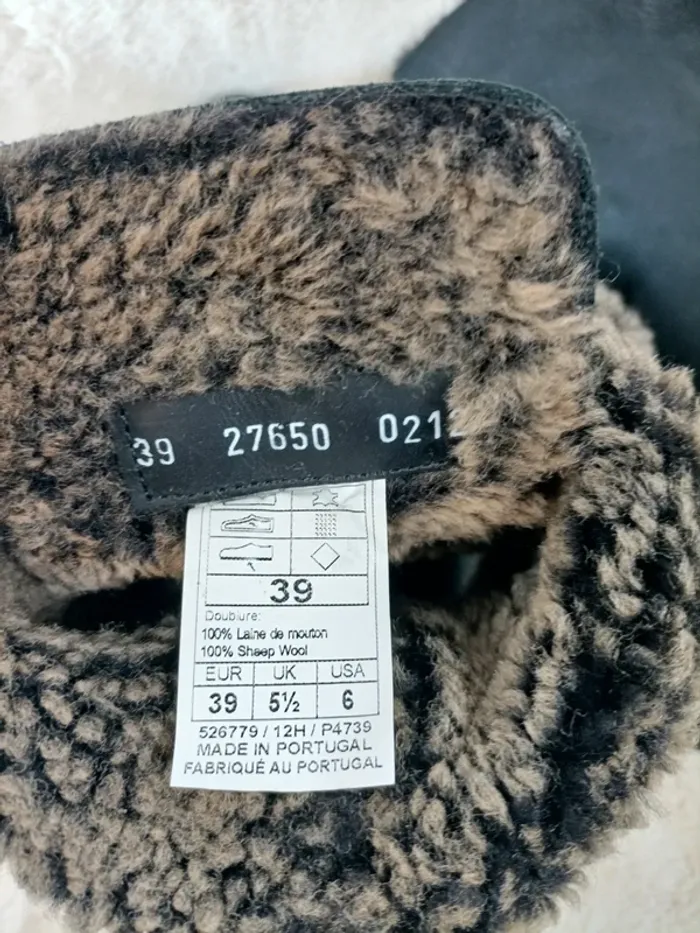 39 27650 0212
39
Doublure:
100% Laine de mouton
100% Sheep Wool
EUR UK USA
39 5½ 6
526779 / 12H / P4739
MADE IN PORTUGAL
FABRIQUÉ AU PORTUGAL